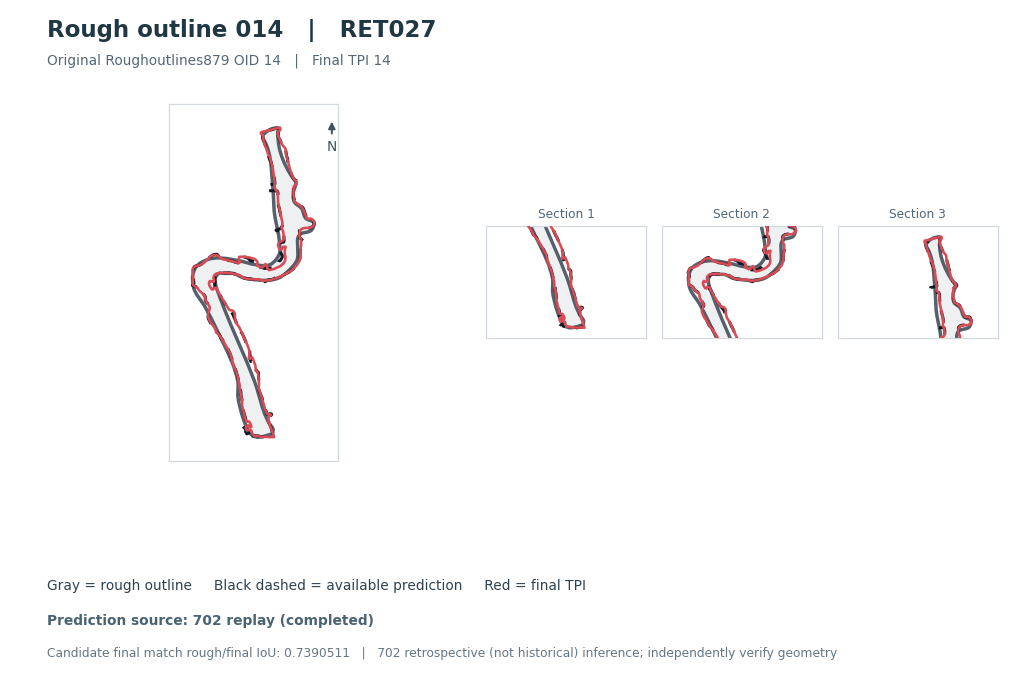 Rough outline 014   |   RET027
Original Roughoutlines879 OID 14   |   Final TPI 14
N
Section 1
Section 2
Section 3
Gray = rough outline     Black dashed = available prediction     Red = final TPI
Prediction source: 702 replay (completed)
Candidate final match rough/final IoU: 0.7390511   |   702 retrospective (not historical) inference; independently verify geometry